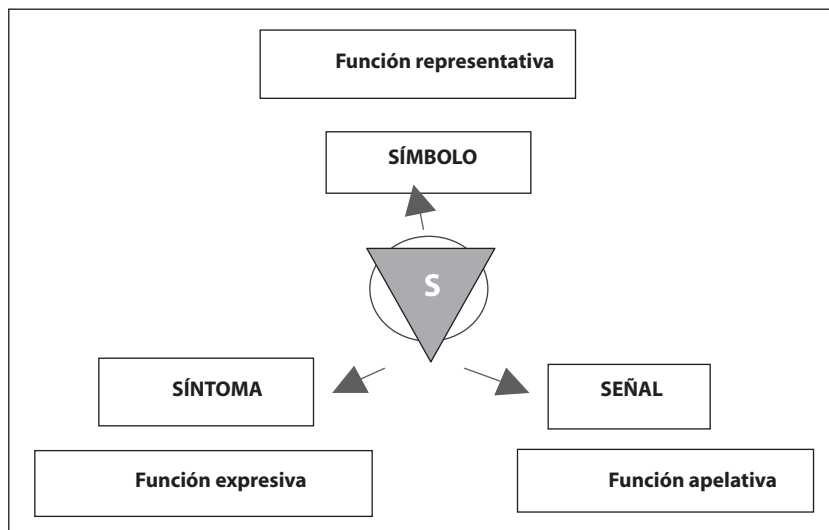 Función representativa
SÍMBOLO
S
SÍNTOMA
SEÑAL
Función expresiva
Función apelativa